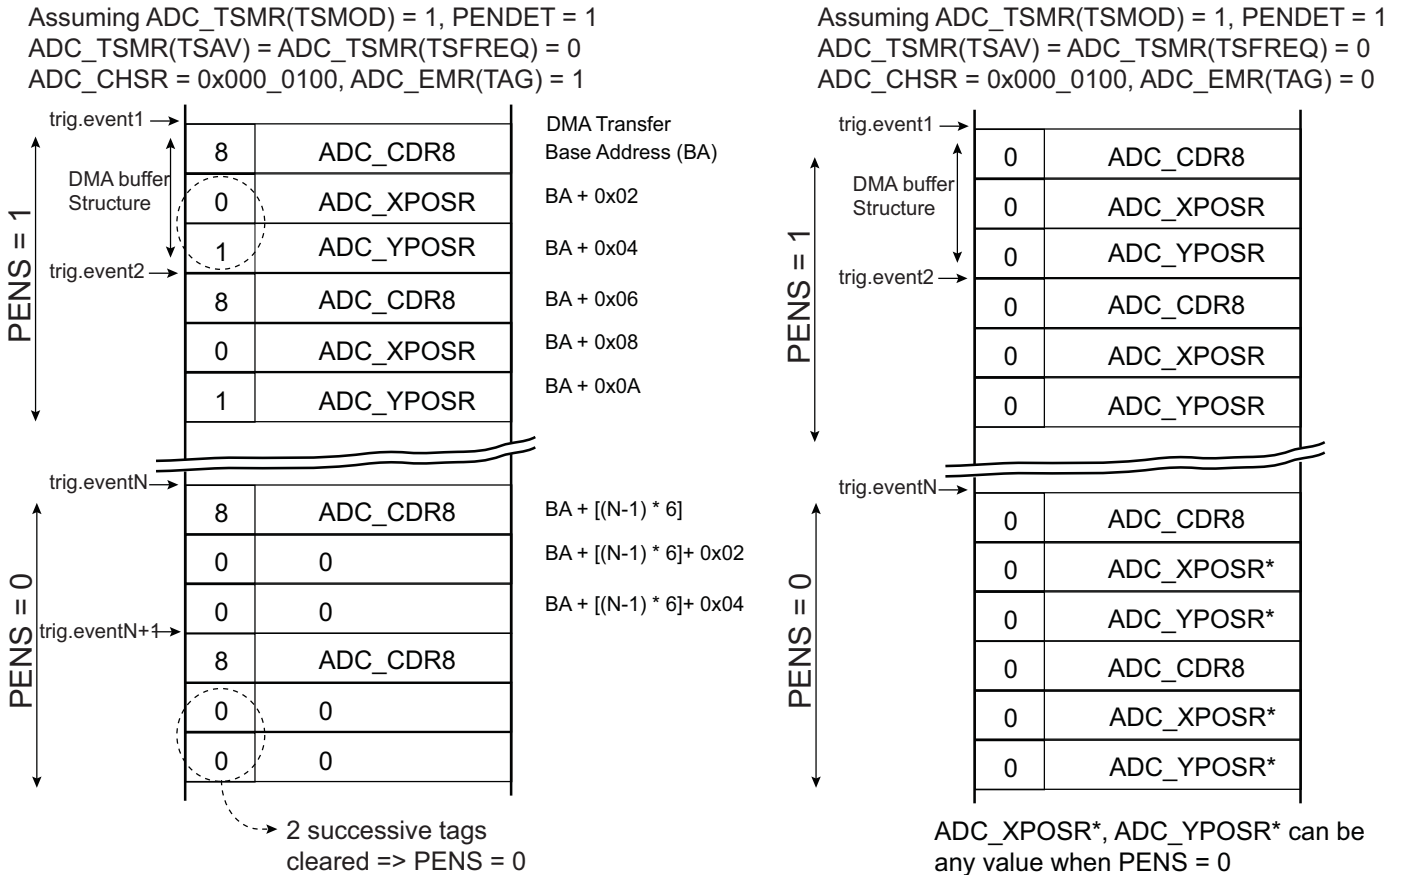 Assuming ADC_TSMR(TSMOD) = 1, PENDET = 1
ADC_TSMR(TSAV) = ADC_TSMR(TSFREQ) = 0
ADC_CHSR = 0x000_0100, ADC_EMR(TAG) = 1
trig.event1
DMA Transfer
8 ADC_CDR8 Base Address (BA)
DMA buffer
Structure
0 ADC_XPOSR BA + 0x02
1 ADC_YPOSR BA + 0x04
PENS = 1
trig.event2
8 ADC_CDR8 BA + 0x06
0 ADC_XPOSR BA + 0x08
1 ADC_YPOSR BA + 0x0A
trig.eventN
8 ADC_CDR8 BA + [(N-1) * 6]
0 0 BA + [(N-1) * 6]+ 0x02
0 0 BA + [(N-1) * 6]+ 0x04
PENS = 0
trig.eventN+1
8 ADC_CDR8
0 0
0 0
2 successive tags
cleared => PENS = 0
Assuming ADC_TSMR(TSMOD) = 1, PENDET = 1
ADC_TSMR(TSAV) = ADC_TSMR(TSFREQ) = 0
ADC_CHSR = 0x000_0100, ADC_EMR(TAG) = 0
trig.event1
0 ADC_CDR8
DMA buffer
Structure
0 ADC_XPOSR
0 ADC_YPOSR
PENS = 1
trig.event2
0 ADC_CDR8
0 ADC_XPOSR
0 ADC_YPOSR
trig.eventN
0 ADC_CDR8
0 ADC_XPOSR*
0 ADC_YPOSR*
PENS = 0
0 ADC_CDR8
0 ADC_XPOSR*
0 ADC_YPOSR*
ADC_XPOSR*, ADC_YPOSR* can be
any value when PENS = 0